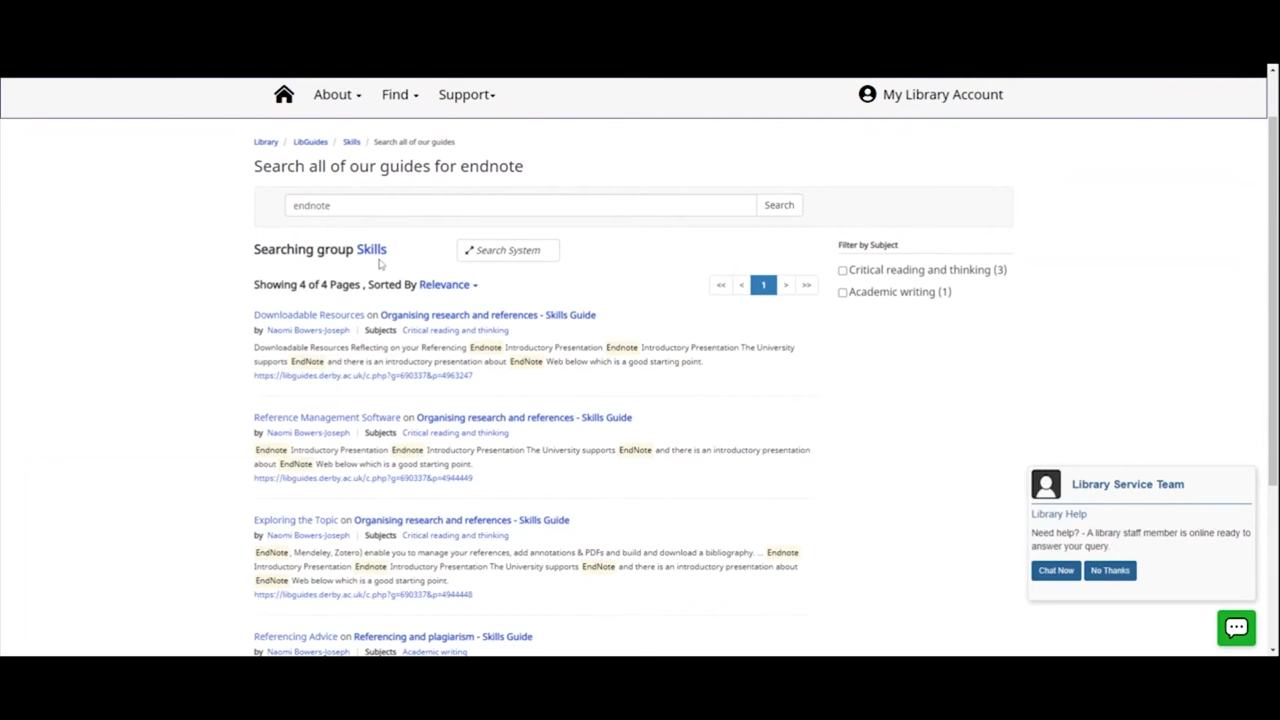 About Find Support My Library Account
Library / LibGuides / Skills / Search all of our guides
Search all of our guides for endnote
endnote Search
Searching group Skills Search System
Showing 4 of 4 Pages , Sorted By Relevance << < 1 > >>
Downloadable Resources on Organising research and references - Skills Guide
by Naomi Bowers-Joseph | Subjects Critical reading and thinking
Downloadable Resources Reflecting on your Referencing Endnote Introductory Presentation Endnote Introductory Presentation The University
supports EndNote and there is an introductory presentation about EndNote Web below which is a good starting point.
https://libguides.derby.ac.uk/c.php?g=690337&p=4963247
Reference Management Software on Organising research and references - Skills Guide
by Naomi Bowers-Joseph | Subjects Critical reading and thinking
Endnote Introductory Presentation Endnote Introductory Presentation The University supports EndNote and there is an introductory presentation
about EndNote Web below which is a good starting point.
https://libguides.derby.ac.uk/c.php?g=690337&p=4944449
Exploring the Topic on Organising research and references - Skills Guide
by Naomi Bowers-Joseph | Subjects Critical reading and thinking
EndNote, Mendeley, Zotero) enable you to manage your references, add annotations & PDFs and build and download a bibliography. ... Endnote
Introductory Presentation Endnote Introductory Presentation The University supports EndNote and there is an introductory presentation about
EndNote Web below which is a good starting point.
https://libguides.derby.ac.uk/c.php?g=690337&p=4944448
Referencing Advice on Referencing and plagiarism - Skills Guide
by Naomi Bowers-Joseph | Subjects Academic writing
Filter by Subject
Critical reading and thinking (3)
Academic writing (1)
Library Service Team
Library Help
Need help? - A library staff member is online ready to
answer your query.
Chat Now No Thanks